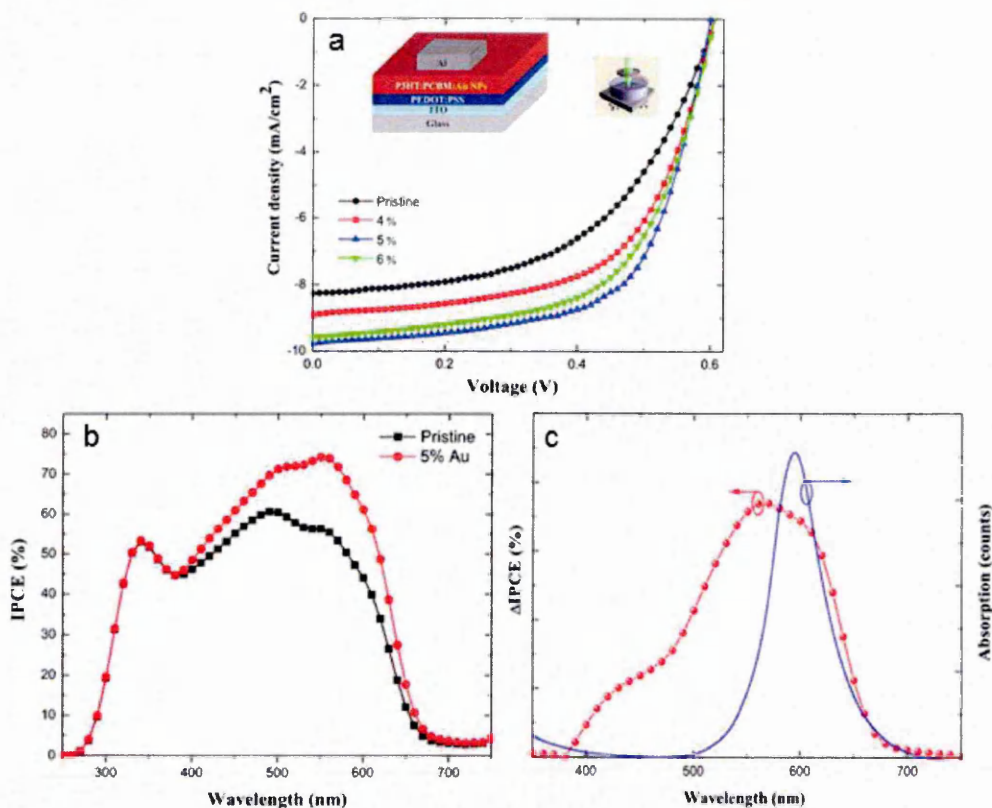 a
Al
P3HT:PCBM:Au NPs
PEDOT:PSS
ITO
Glass
Pristine
4%
5%
6%
Current density (mA/cm²)
0
-2
-4
-6
-8
-10
0.0
0.2
0.4
0.6
Voltage (V)
b
Pristine
5% Au
IPCE (%)
80
70
60
50
40
30
20
10
0
300
400
500
600
700
Wavelength (nm)
c
ΔIPCE (%)
Absorption (counts)
400
500
600
700
Wavelength (nm)